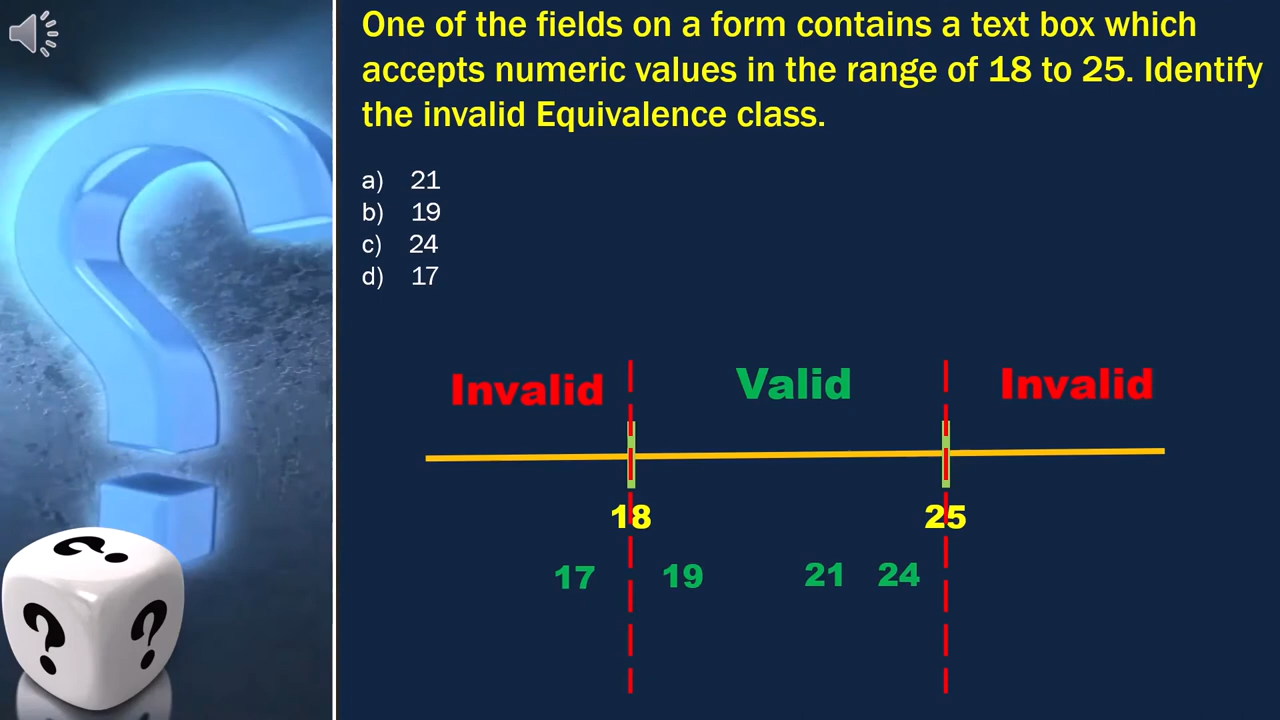 One of the fields on a form contains a text box which
accepts numeric values in the range of 18 to 25. Identify
the invalid Equivalence class.
a) 21
b) 19
c) 24
d) 17
Invalid Valid Invalid
18 25
17 19 21 24
? ? ?